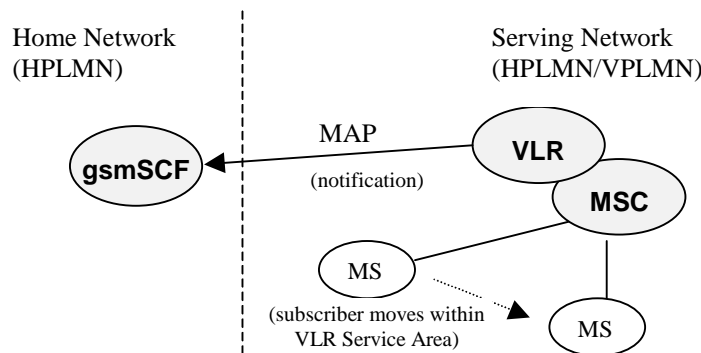 Home Network
(HPLMN)
Serving Network
(HPLMN/VPLMN)
MAP
(notification)
gsmSCF
VLR
MSC
MS
(subscriber moves within
VLR Service Area)
MS